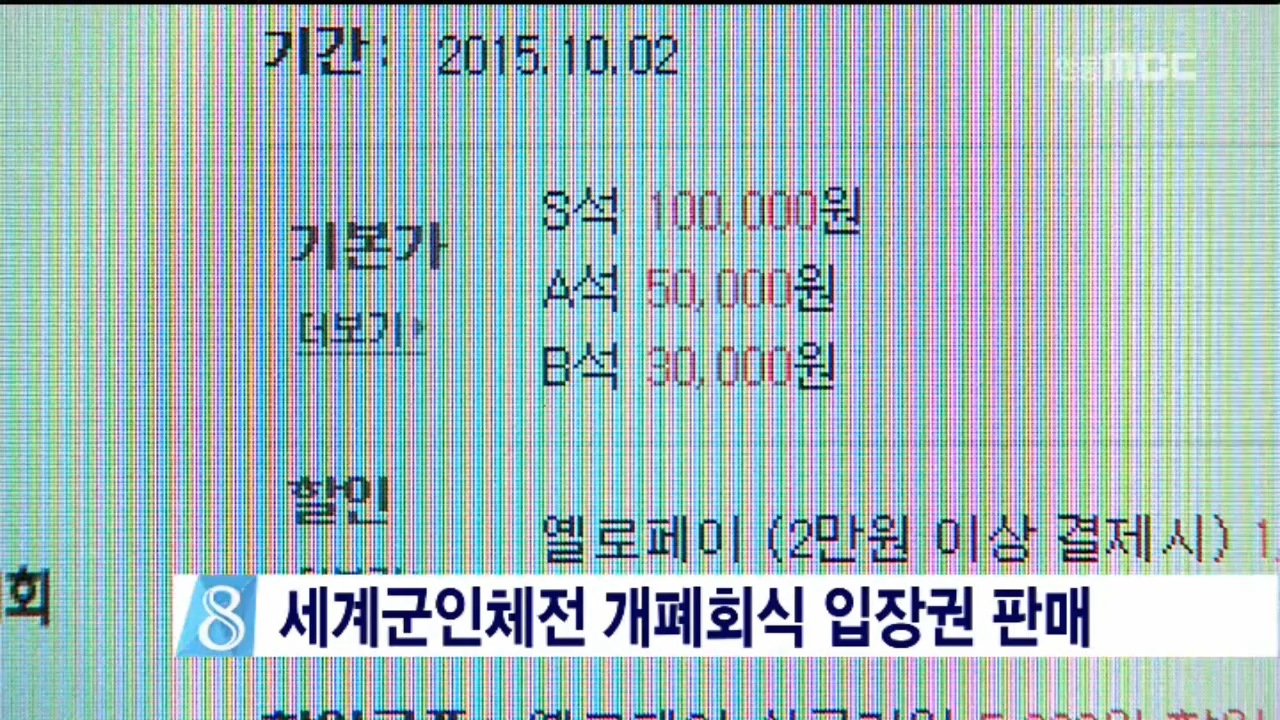 기간: 2015.10.02
안동MBC
S석 100,000원
기본가
A석 50,000원
더보기
B석 30,000원
할인
옐로페이 (2만원 이상 결제시) 1
회
8 세계군인체전 개폐회식 입장권 판매